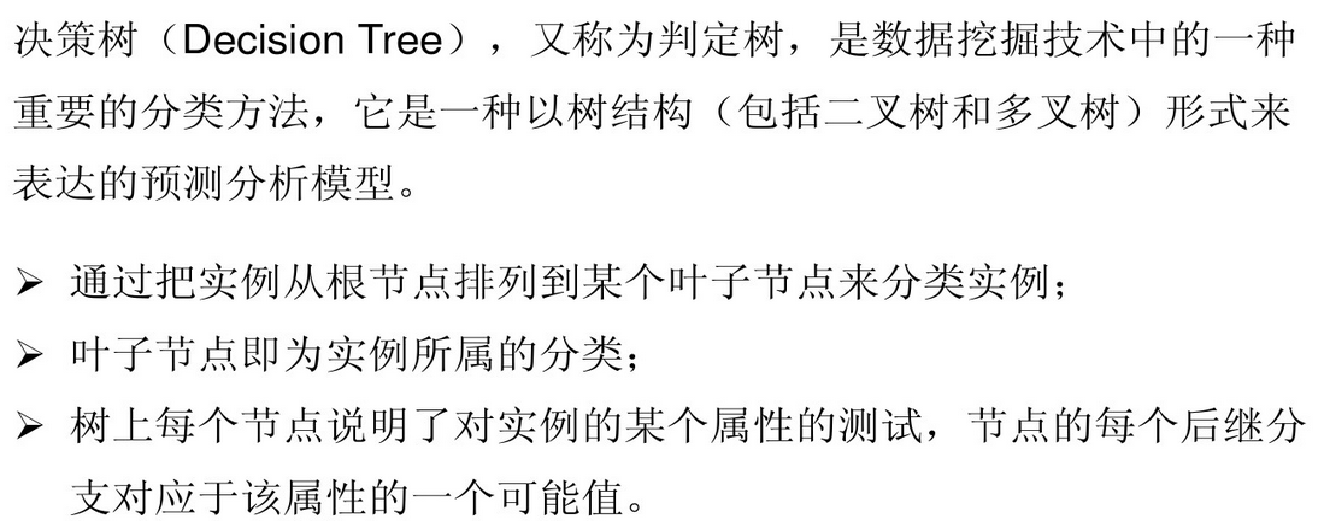 决策树（Decision Tree），又称为判定树，是数据挖掘技术中的一种
重要的分类方法，它是一种以树结构（包括二叉树和多叉树）形式来
表达的预测分析模型。
➢ 通过把实例从根节点排列到某个叶子节点来分类实例；
➢ 叶子节点即为实例所属的分类；
➢ 树上每个节点说明了对实例的某个属性的测试，节点的每个后继分
支对应于该属性的一个可能值。